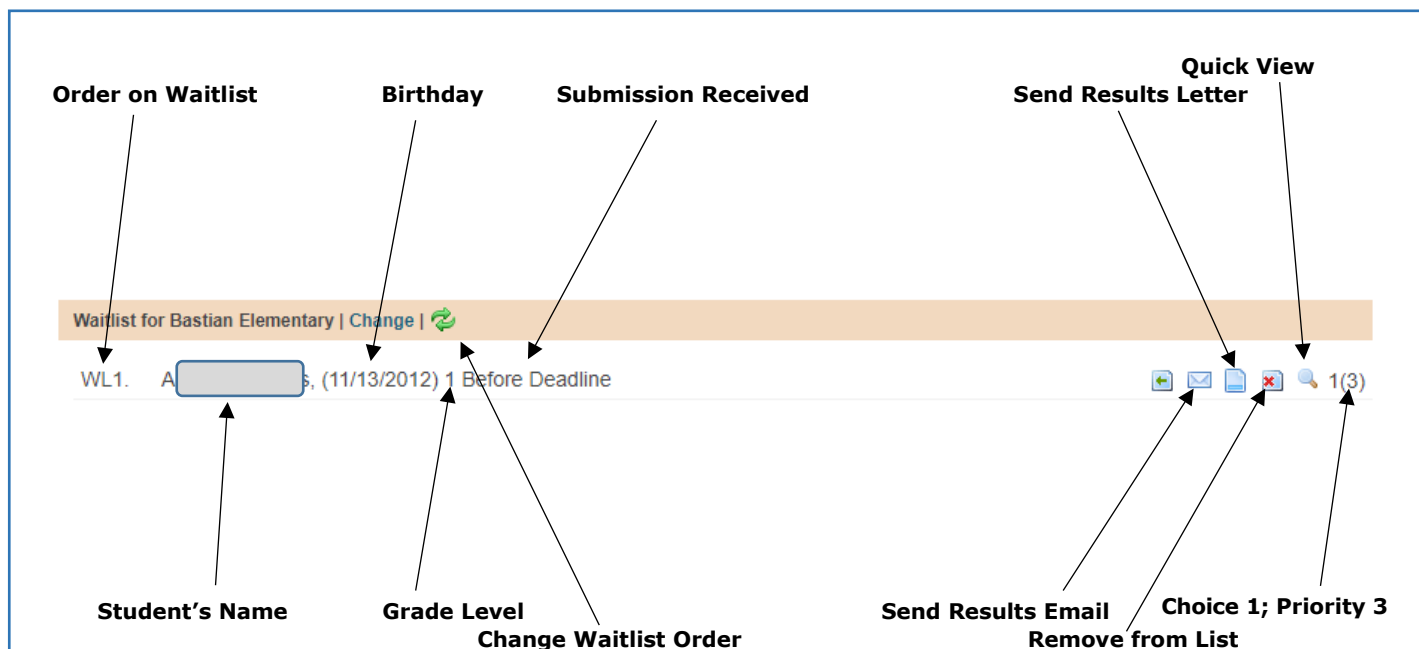 Quick View
Order on Waitlist Birthday Submission Received Send Results Letter
Waitlist for Bastian Elementary | Change |
WL1. A s, (11/13/2012) 1 Before Deadline 1(3)
Student’s Name Grade Level Send Results Email Choice 1; Priority 3
Change Waitlist Order Remove from List